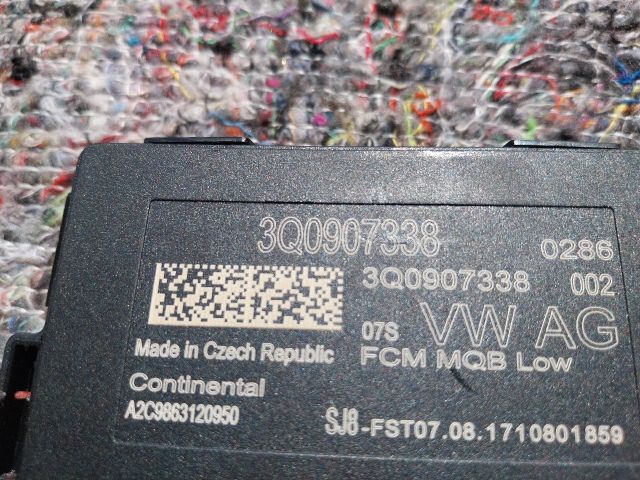 3Q0907338
0286
3Q0907338 002
07S VW AG
Made in Czech Republic
FCM MQB Low
Continental
A2C9863120950
SJ8-FST07.08.1710801859